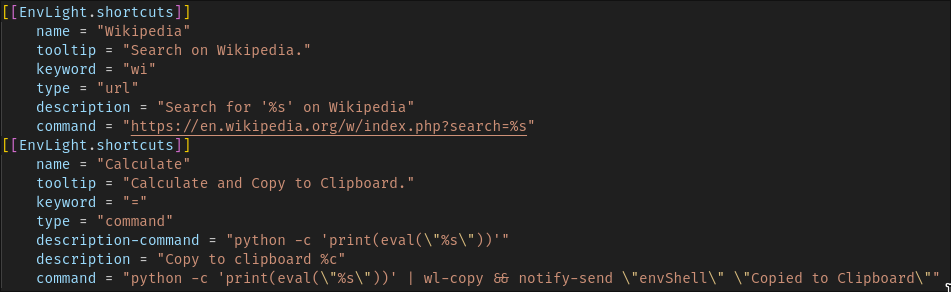 [[EnvLight.shortcuts]]
    name = "Wikipedia"
    tooltip = "Search on Wikipedia."
    keyword = "wi"
    type = "url"
    description = "Search for '%s' on Wikipedia"
    command = "https://en.wikipedia.org/w/index.php?search=%s"
[[EnvLight.shortcuts]]
    name = "Calculate"
    tooltip = "Calculate and Copy to Clipboard."
    keyword = "="
    type = "command"
    description-command = "python -c 'print(eval(\"%s\"))'"
    description = "Copy to clipboard %c"
    command = "python -c 'print(eval(\"%s\"))' | wl-copy && notify-send \"envShell\" \"Copied to Clipboard\""